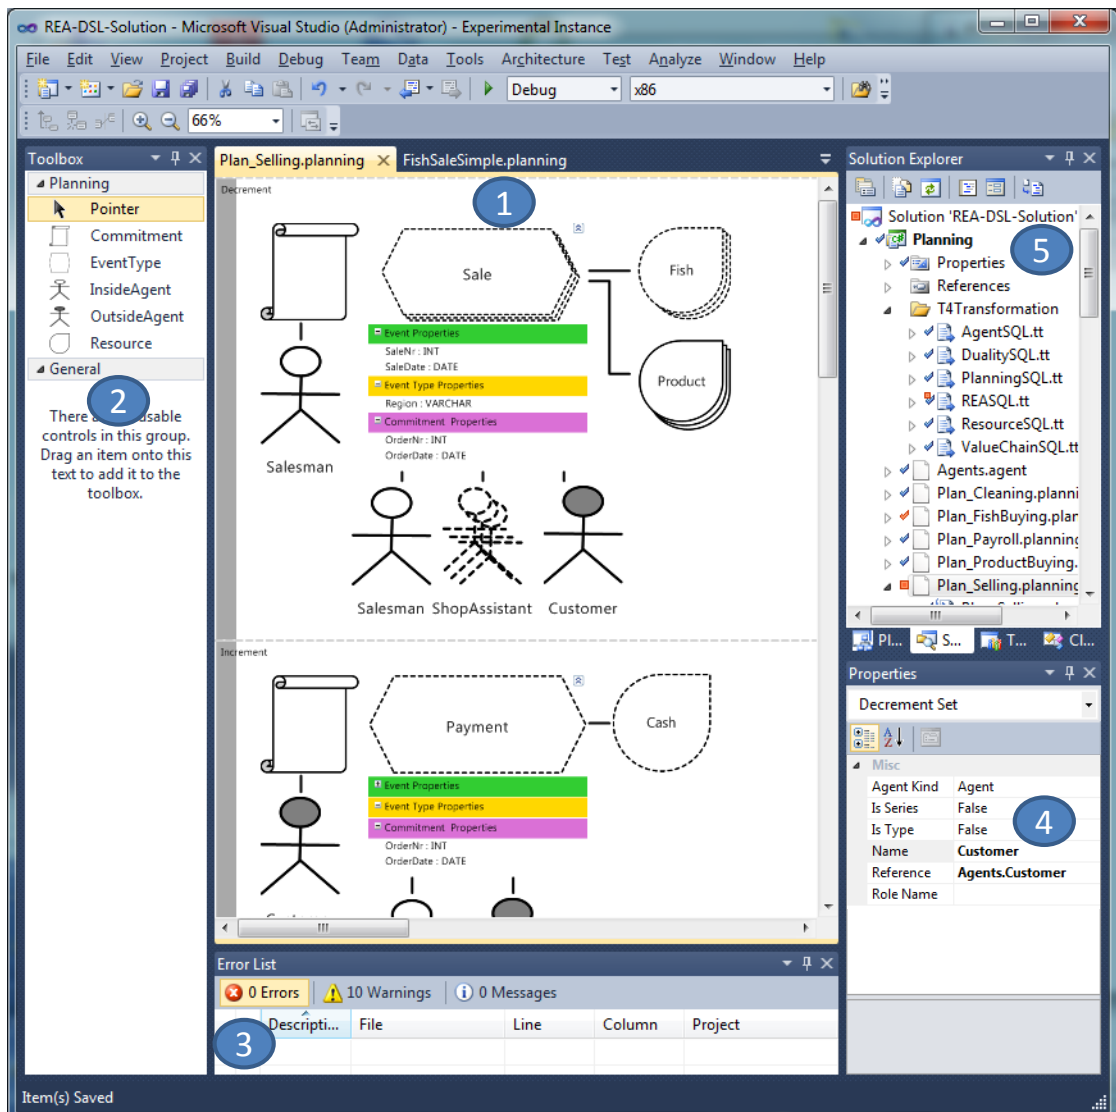 REA-DSL-Solution - Microsoft Visual Studio (Administrator) - Experimental Instance
File Edit View Project Build Debug Team Data Tools Architecture Test Analyze Window Help
Debug x86
66%
Toolbox
Planning
Pointer
Commitment
EventType
InsideAgent
OutsideAgent
Resource
General
2
There usable
controls in this group.
Drag an item onto this
text to add it to the
toolbox.
Plan_Selling.planning FishSaleSimple.planning
Decrement
1
Sale
Fish
Product
Event Properties
SaleNr : INT
SaleDate : DATE
Event Type Properties
Region : VARCHAR
Commitment Properties
OrderNr : INT
OrderDate : DATE
Salesman
Salesman ShopAssistant Customer
Increment
Payment
Cash
Event Properties
Event Type Properties
Commitment Properties
OrderNr : INT
OrderDate : DATE
Error List
0 Errors 10 Warnings 0 Messages
Descripti... File Line Column Project
3
Item(s) Saved
Solution Explorer
Solution 'REA-DSL-Solution'
Planning
5
Properties
References
T4Transformation
AgentSQL.tt
DualitySQL.tt
PlanningSQL.tt
REASQL.tt
ResourceSQL.tt
ValueChainSQL.tt
Agents.agent
Plan_Cleaning.planni
Plan_FishBuying.plan
Plan_Payroll.planning
Plan_ProductBuying.
Plan_Selling.planning
Pl... S... T... Cl...
Properties
Decrement Set
Misc
Agent Kind Agent
Is Series False
Is Type False
4
Name Customer
Reference Agents.Customer
Role Name